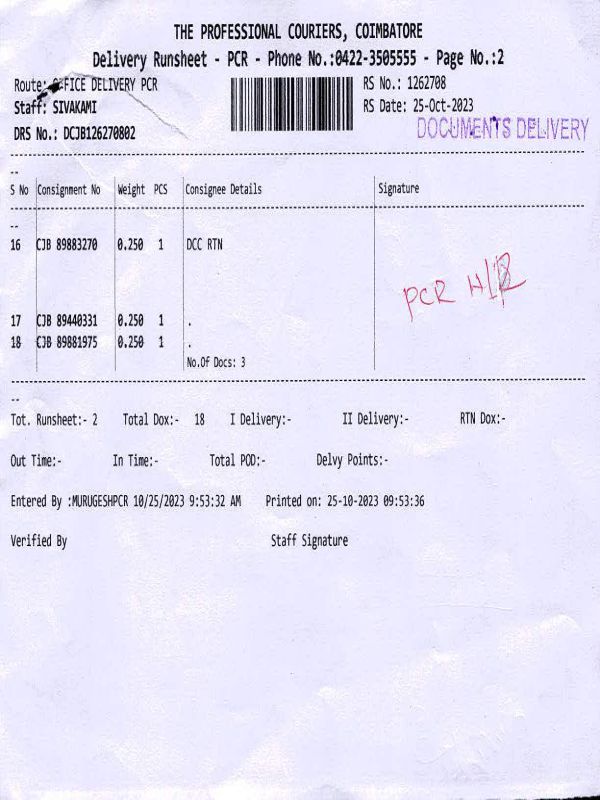 THE PROFESSIONAL COURIERS, COIMBATORE
Delivery Runsheet - PCR - Phone No.:0422-3505555 - Page No.:2
Route: OFFICE DELIVERY PCR RS No.: 1262708
Staff: SIVAKAMI RS Date: 25-Oct-2023
DOCUMENTS DELIVERY
DRS No.: DCJB126270802
--
S No Consignment No Weight PCS Consignee Details Signature
--
16 CJB 89883270 0.250 1 DCC RTN
PCR
17 CJB 89440331 0.250 1 .
18 CJB 89881975 0.250 1 .
No.Of Docs: 3
--
Tot. Runsheet:- 2 Total Dox:- 18 I Delivery:- II Delivery:- RTN Dox:-
Out Time:- In Time:- Total POD:- Delvy Points:-
Entered By :MURUGESHPCR 10/25/2023 9:53:32 AM Printed on: 25-10-2023 09:53:36
Verified By Staff Signature